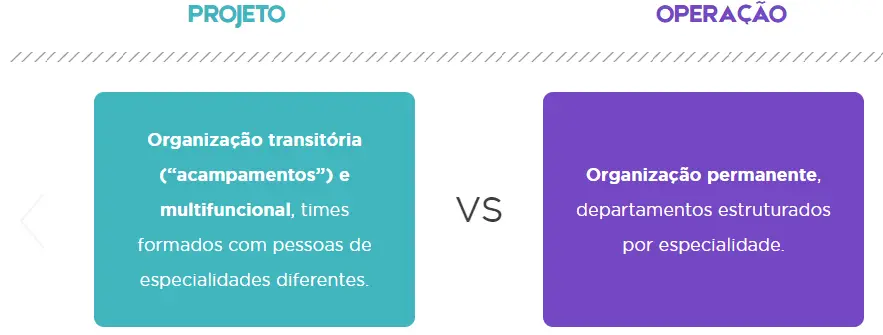 PROJETO
OPERAÇÃO
Organização transitória
(“acampamentos”) e
multifuncional, times
formados com pessoas de
especialidades diferentes.
VS
Organização permanente,
departamentos estruturados
por especialidade.